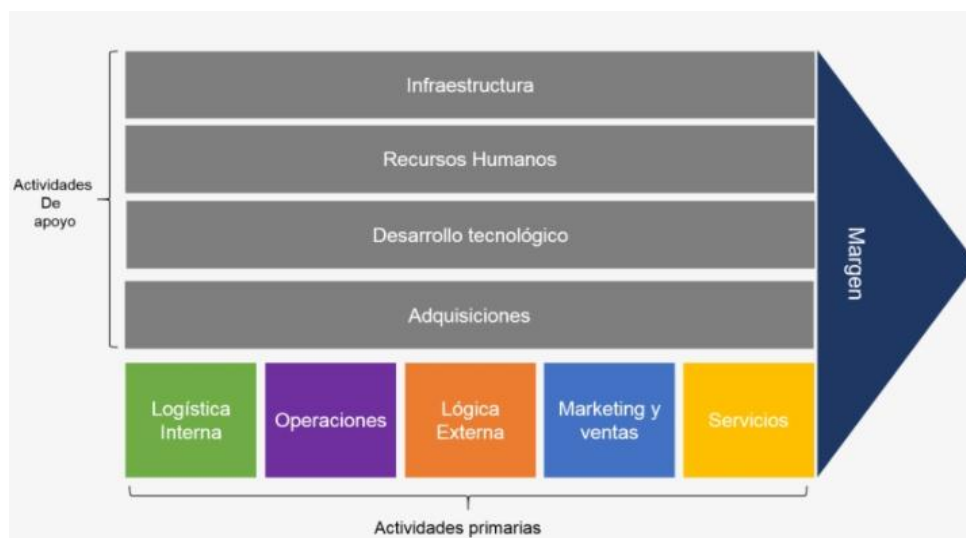 Actividades
De
apoyo
Infraestructura
Recursos Humanos
Desarrollo tecnológico
Adquisiciones
Logística
Interna
Operaciones
Lógica
Externa
Marketing y
ventas
Servicios
Margen
Actividades primarias